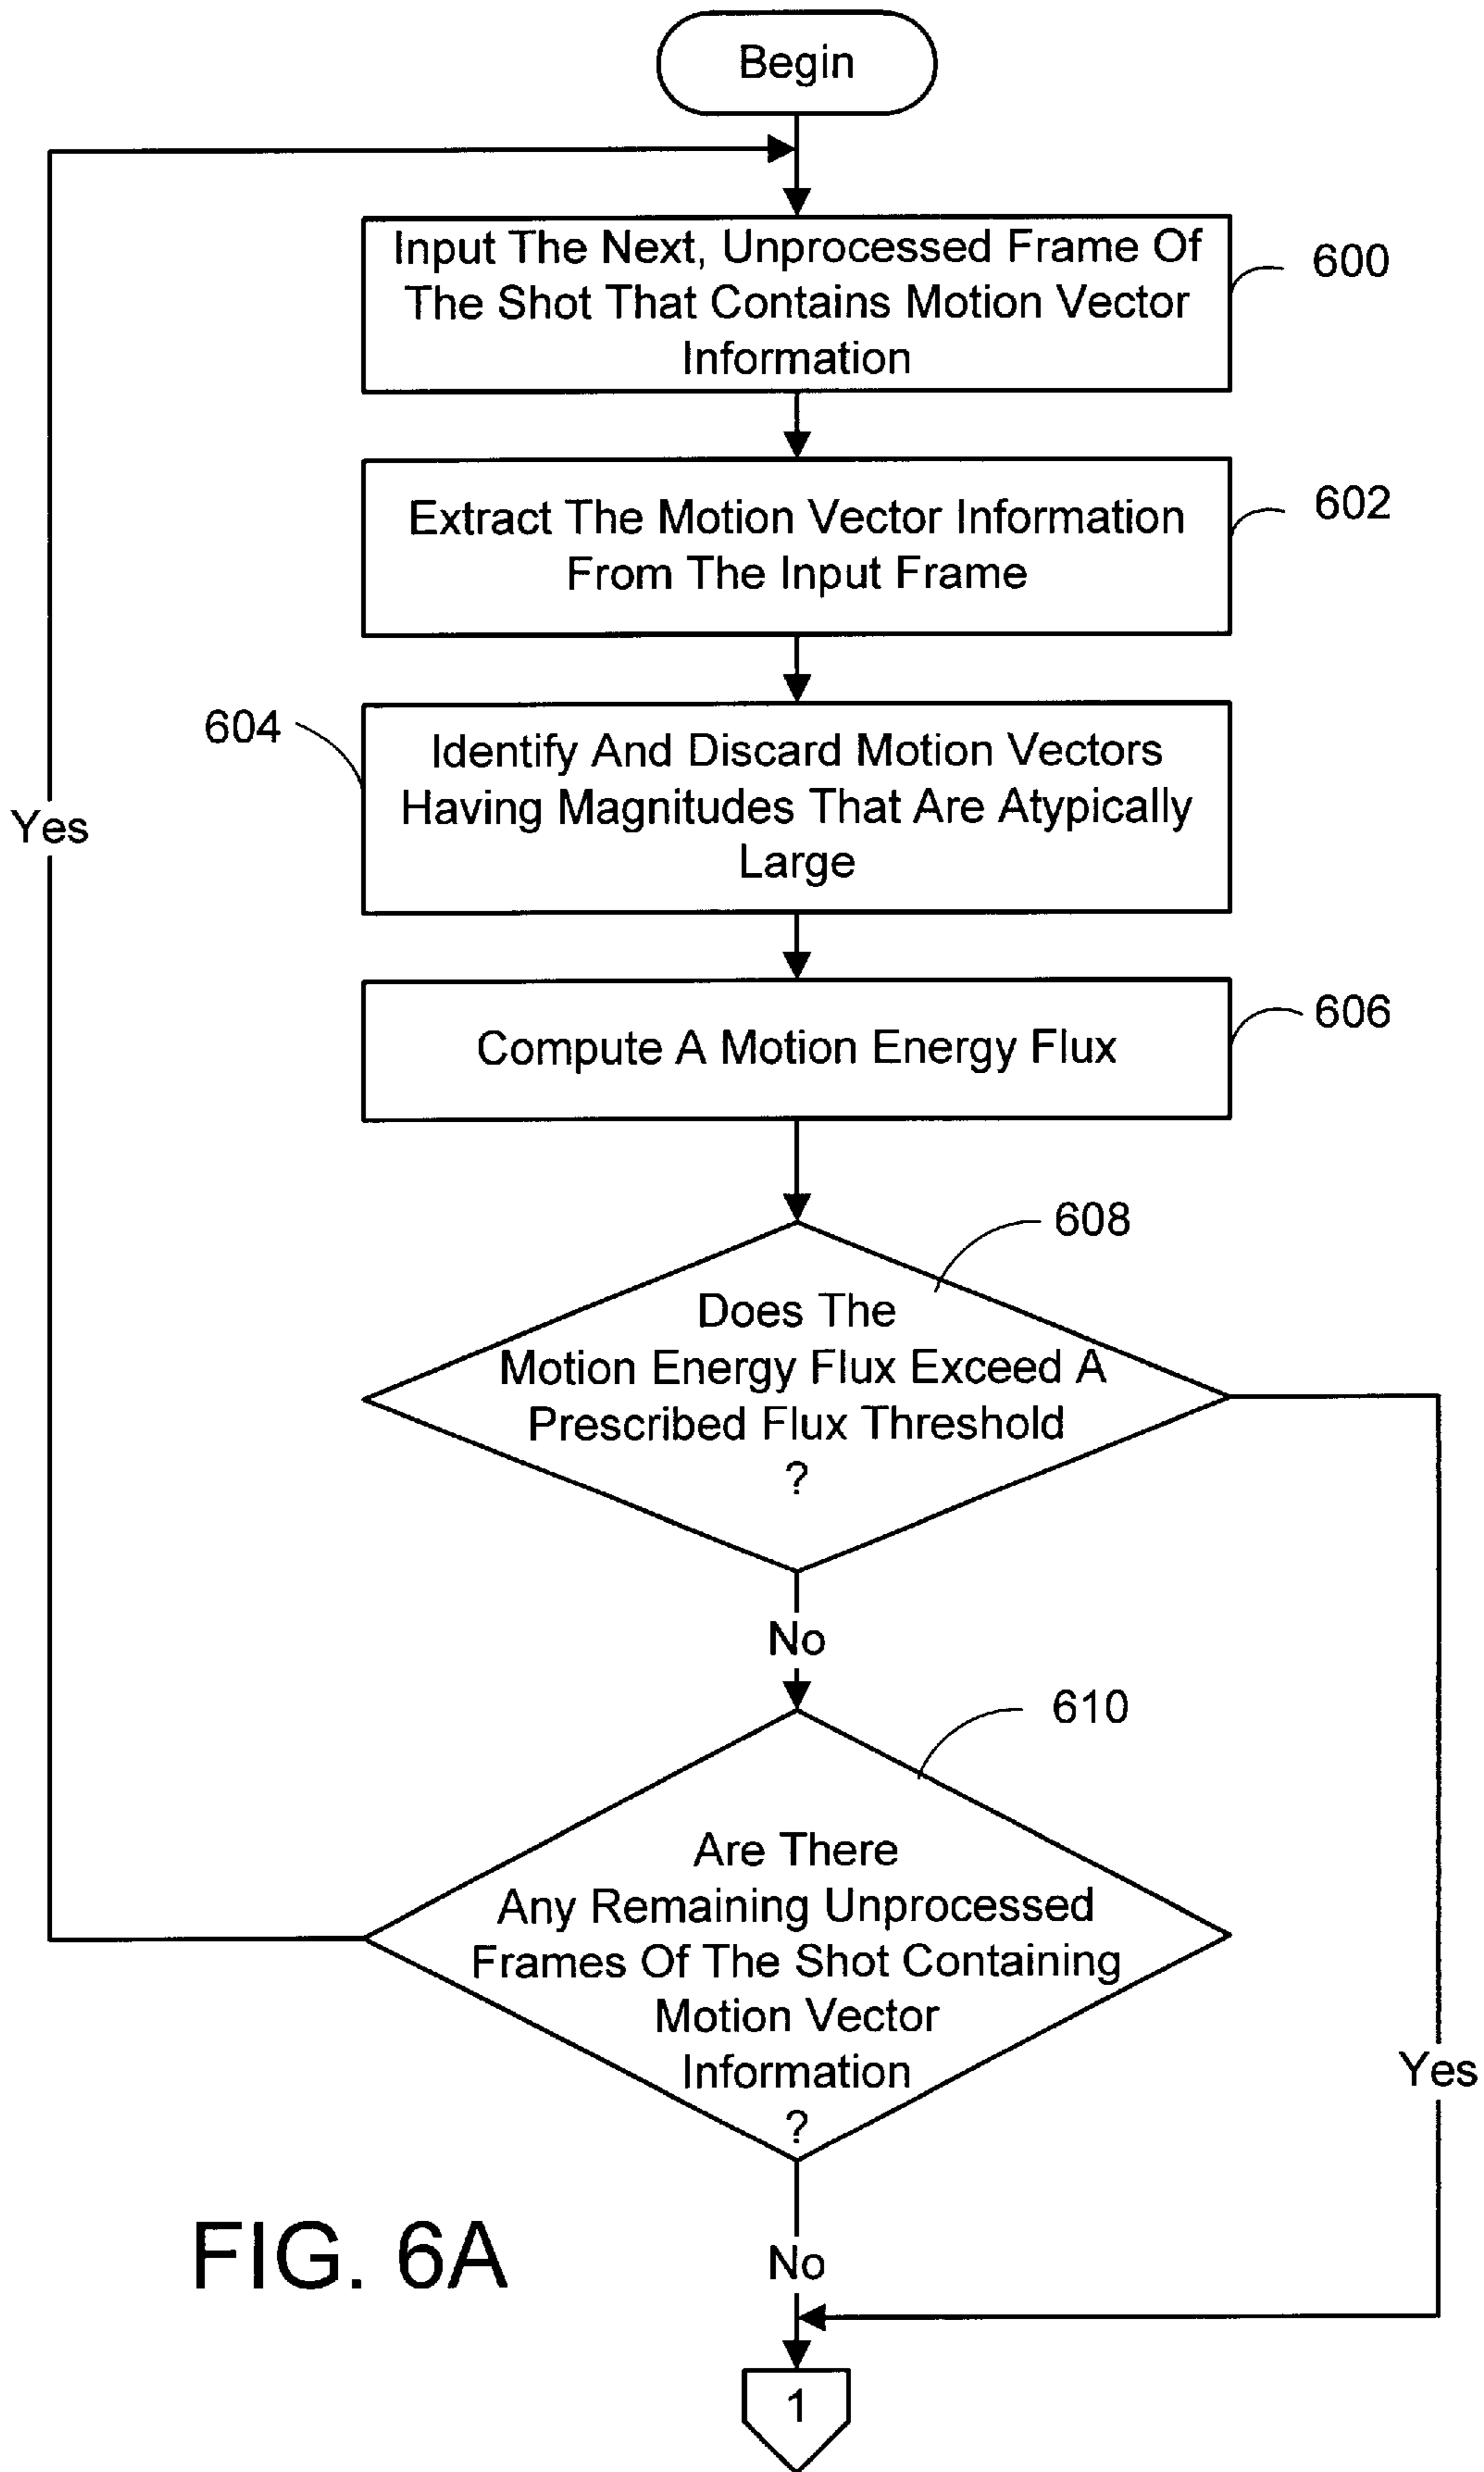 Begin
Input The Next, Unprocessed Frame Of
The Shot That Contains Motion Vector
Information
600
Extract The Motion Vector Information
From The Input Frame
602
604
Identify And Discard Motion Vectors
Having Magnitudes That Are Atypically
Large
Yes
Compute A Motion Energy Flux
606
608
Does The
Motion Energy Flux Exceed A
Prescribed Flux Threshold
?
No
610
Are There
Any Remaining Unprocessed
Frames Of The Shot Containing
Motion Vector
Information
?
Yes
No
FIG. 6A
1